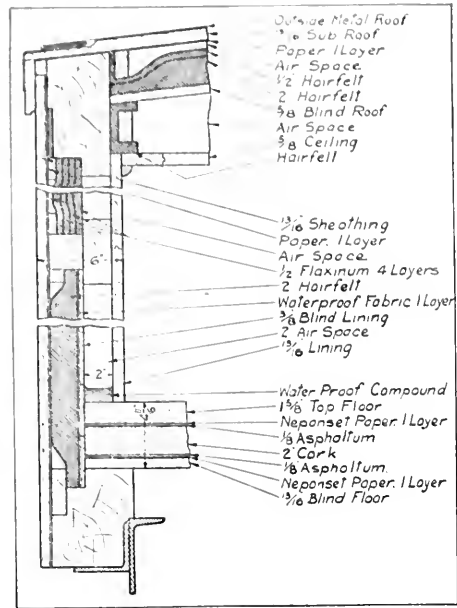 Outside Metal Roof
13/16 Sub Roof
Paper 1 Layer
Air Space
1/2 Hairfelt
2 Hairfelt
5/8 Blind Roof
Air Space
5/8 Ceiling
Hairfelt
13/16 Sheathing
Paper. 1 Layer
Air Space
1/2 Flaxinum 4 Layers
2 Hairfelt
Waterproof Fabric 1 Layer
3/8 Blind Lining
2" Air Space
13/16 Lining
Water Proof Compound
1 5/8" Top Floor
Neponset Paper. 1 Layer
1/8 Asphaltum
2" Cork
1/8 Asphaltum.
Neponset Paper. 1 Layer
13/16 Blind Floor
6"
2"